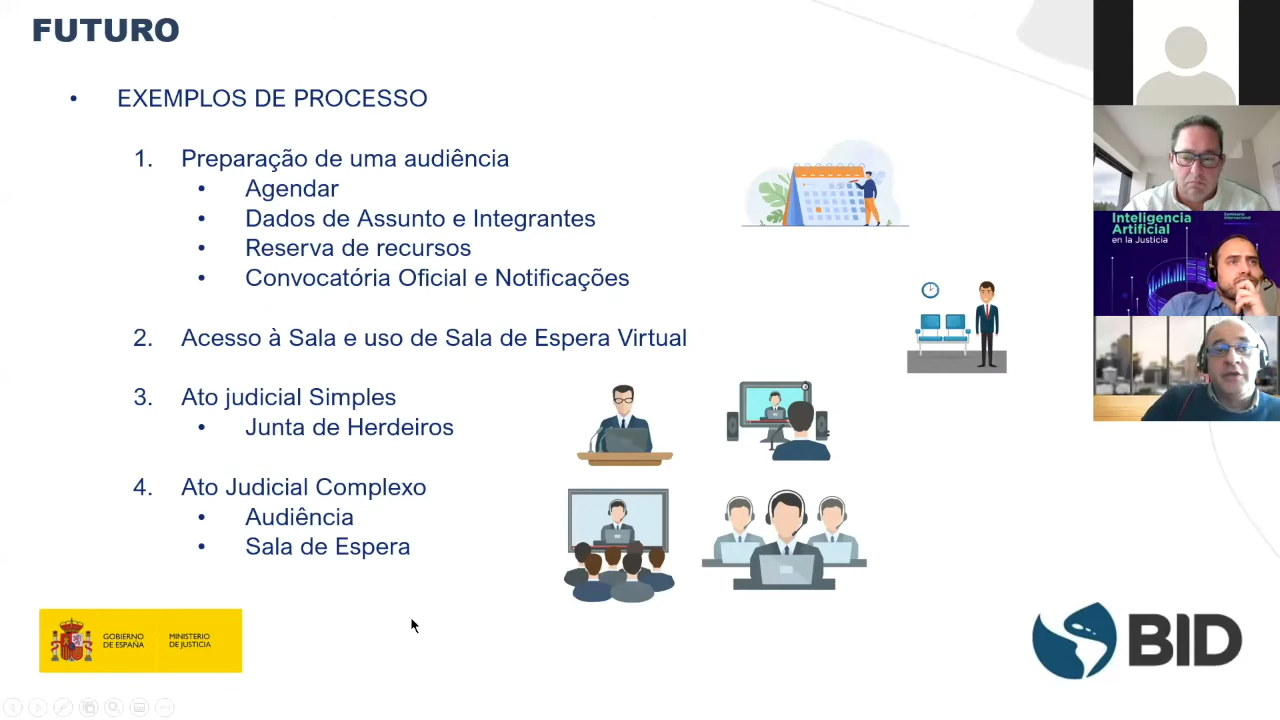 FUTURO
• EXEMPLOS DE PROCESSO
1. Preparação de uma audiência
• Agendar
• Dados de Assunto e Integrantes
• Reserva de recursos
• Convocatória Oficial e Notificações
2. Acesso à Sala e uso de Sala de Espera Virtual
3. Ato judicial Simples
• Junta de Herdeiros
4. Ato Judicial Complexo
• Audiência
• Sala de Espera
GOBIERNO
DE ESPAÑA
MINISTERIO
DE JUSTICIA
BID
Inteligencia
Artificial
en la Justicia
Seminario
Internacional